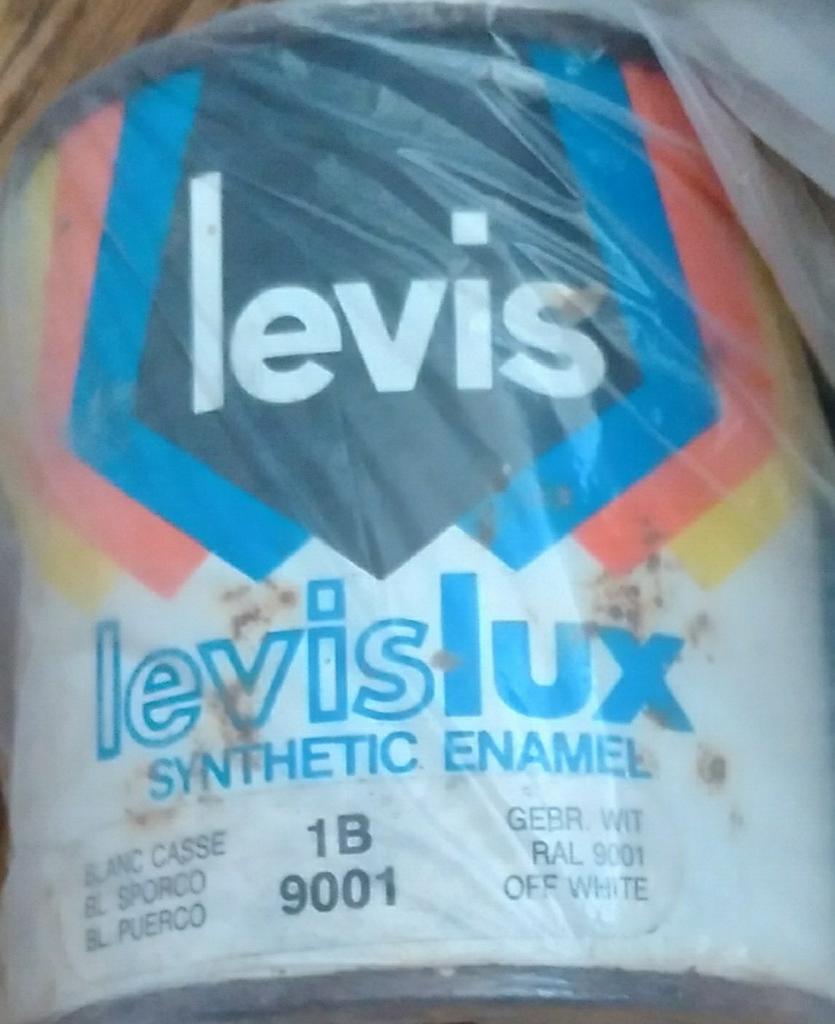 levis
levislux
SYNTHETIC ENAMEL
BLANC CASSE
BL SPORCO
BL. PUERCO
1B
9001
GEBR. WIT
RAL 9001
OFF WHITE